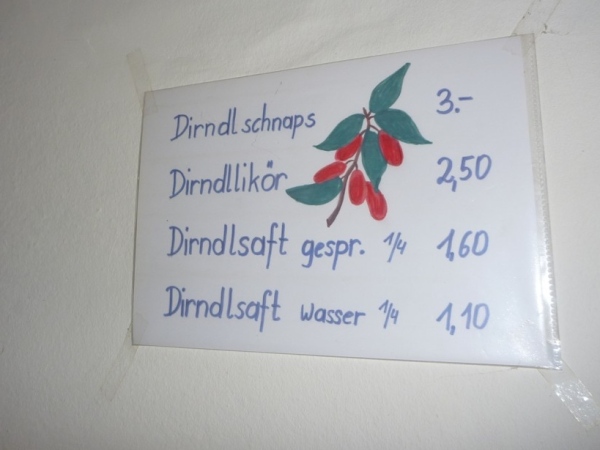 Dirndlschnaps 3.-
Dirndllikör 2,50
Dirndlsaft gespr. 1/4 1,60
Dirndlsaft wasser 1/4 1,10